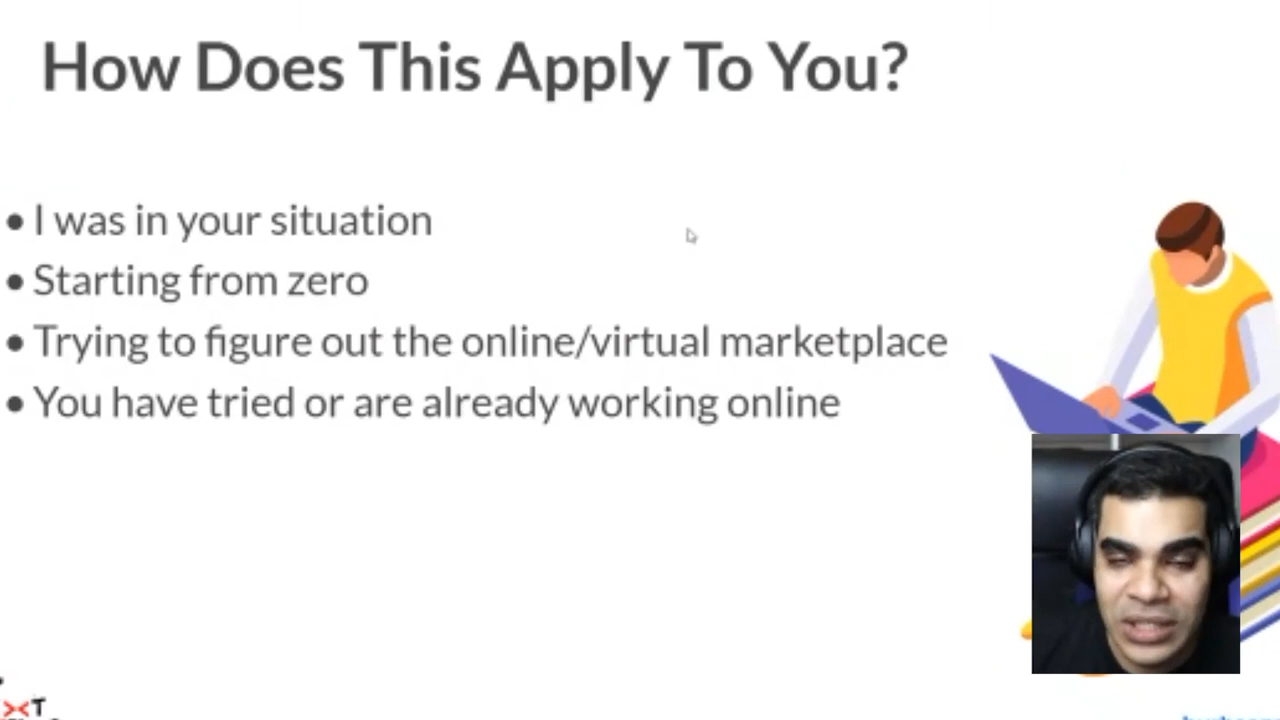 How Does This Apply To You?
• I was in your situation
• Starting from zero
• Trying to figure out the online/virtual marketplace
• You have tried or are already working online